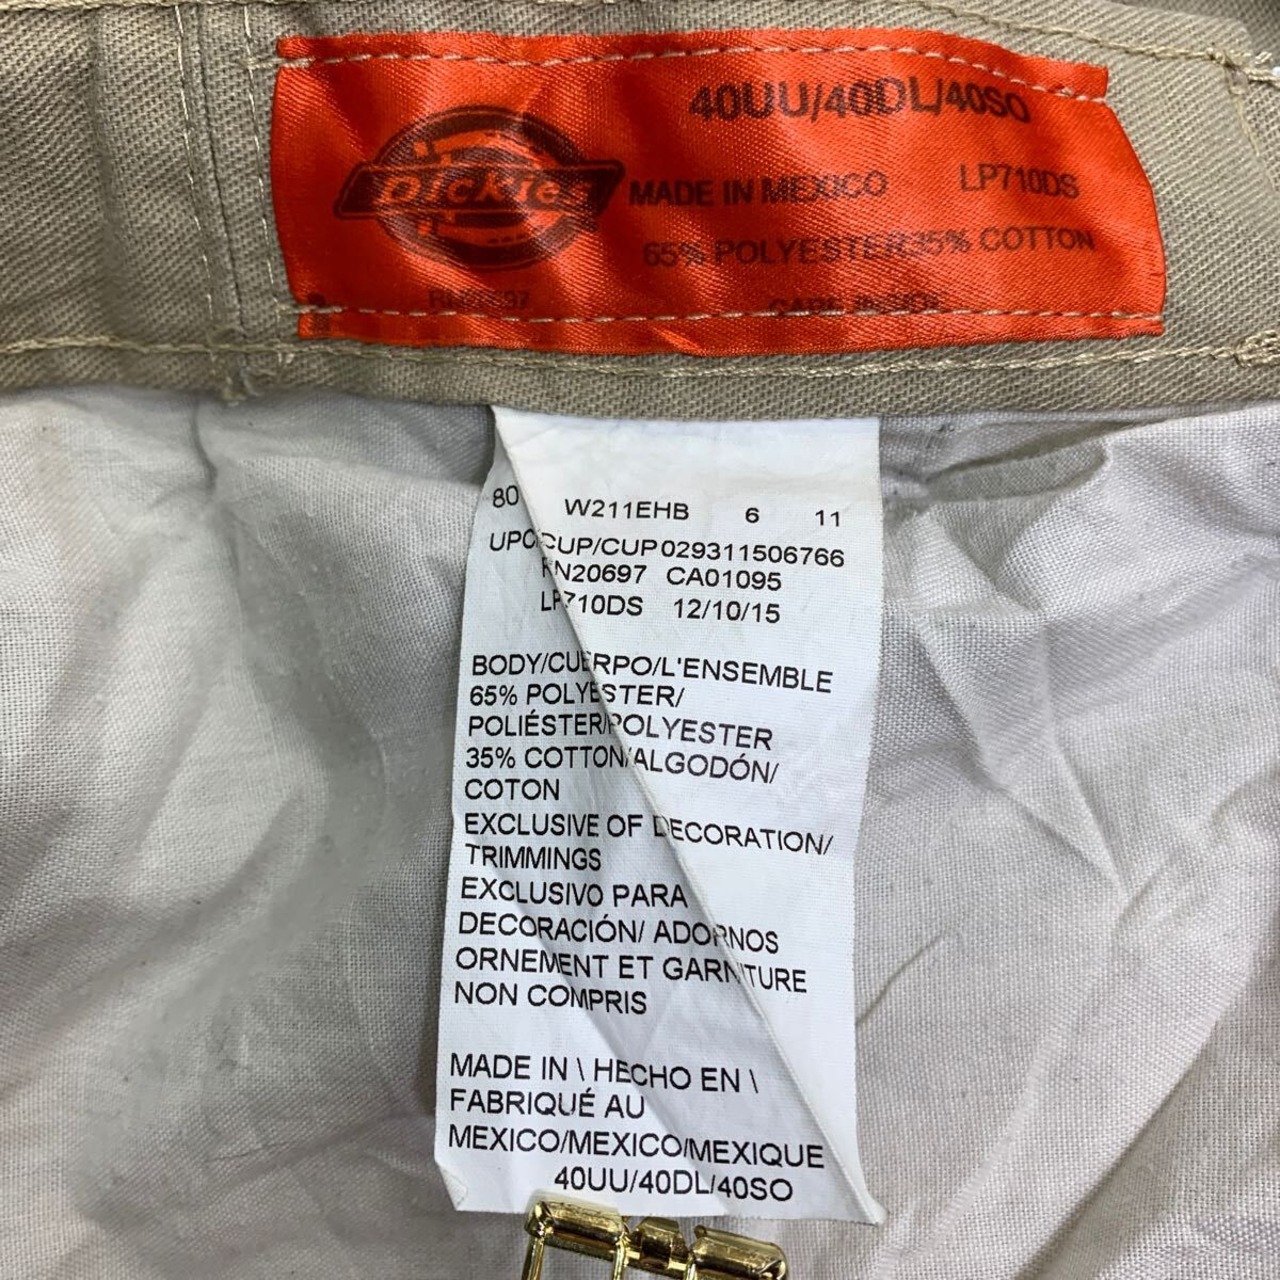 40UU/40DL/40SO
Dickies
MADE IN MEXICO LP710DS
65% POLYESTER35% COTTON
CARE INSIDE
80 W211EHB 6 11
UPC/CUP/CUP 029311506766
RN20697 CA01095
LP710DS 12/10/15
BODY/CUERPO/L'ENSEMBLE
65% POLYESTER/
POLIÉSTER/POLYESTER
35% COTTON/ALGODÓN/
COTON
EXCLUSIVE OF DECORATION/
TRIMMINGS
EXCLUSIVO PARA
DECORACIÓN/ ADORNOS
ORNEMENT ET GARNITURE
NON COMPRIS
MADE IN \ HECHO EN \
FABRIQUÉ AU
MEXICO/MEXICO/MEXIQUE
40UU/40DL/40SO